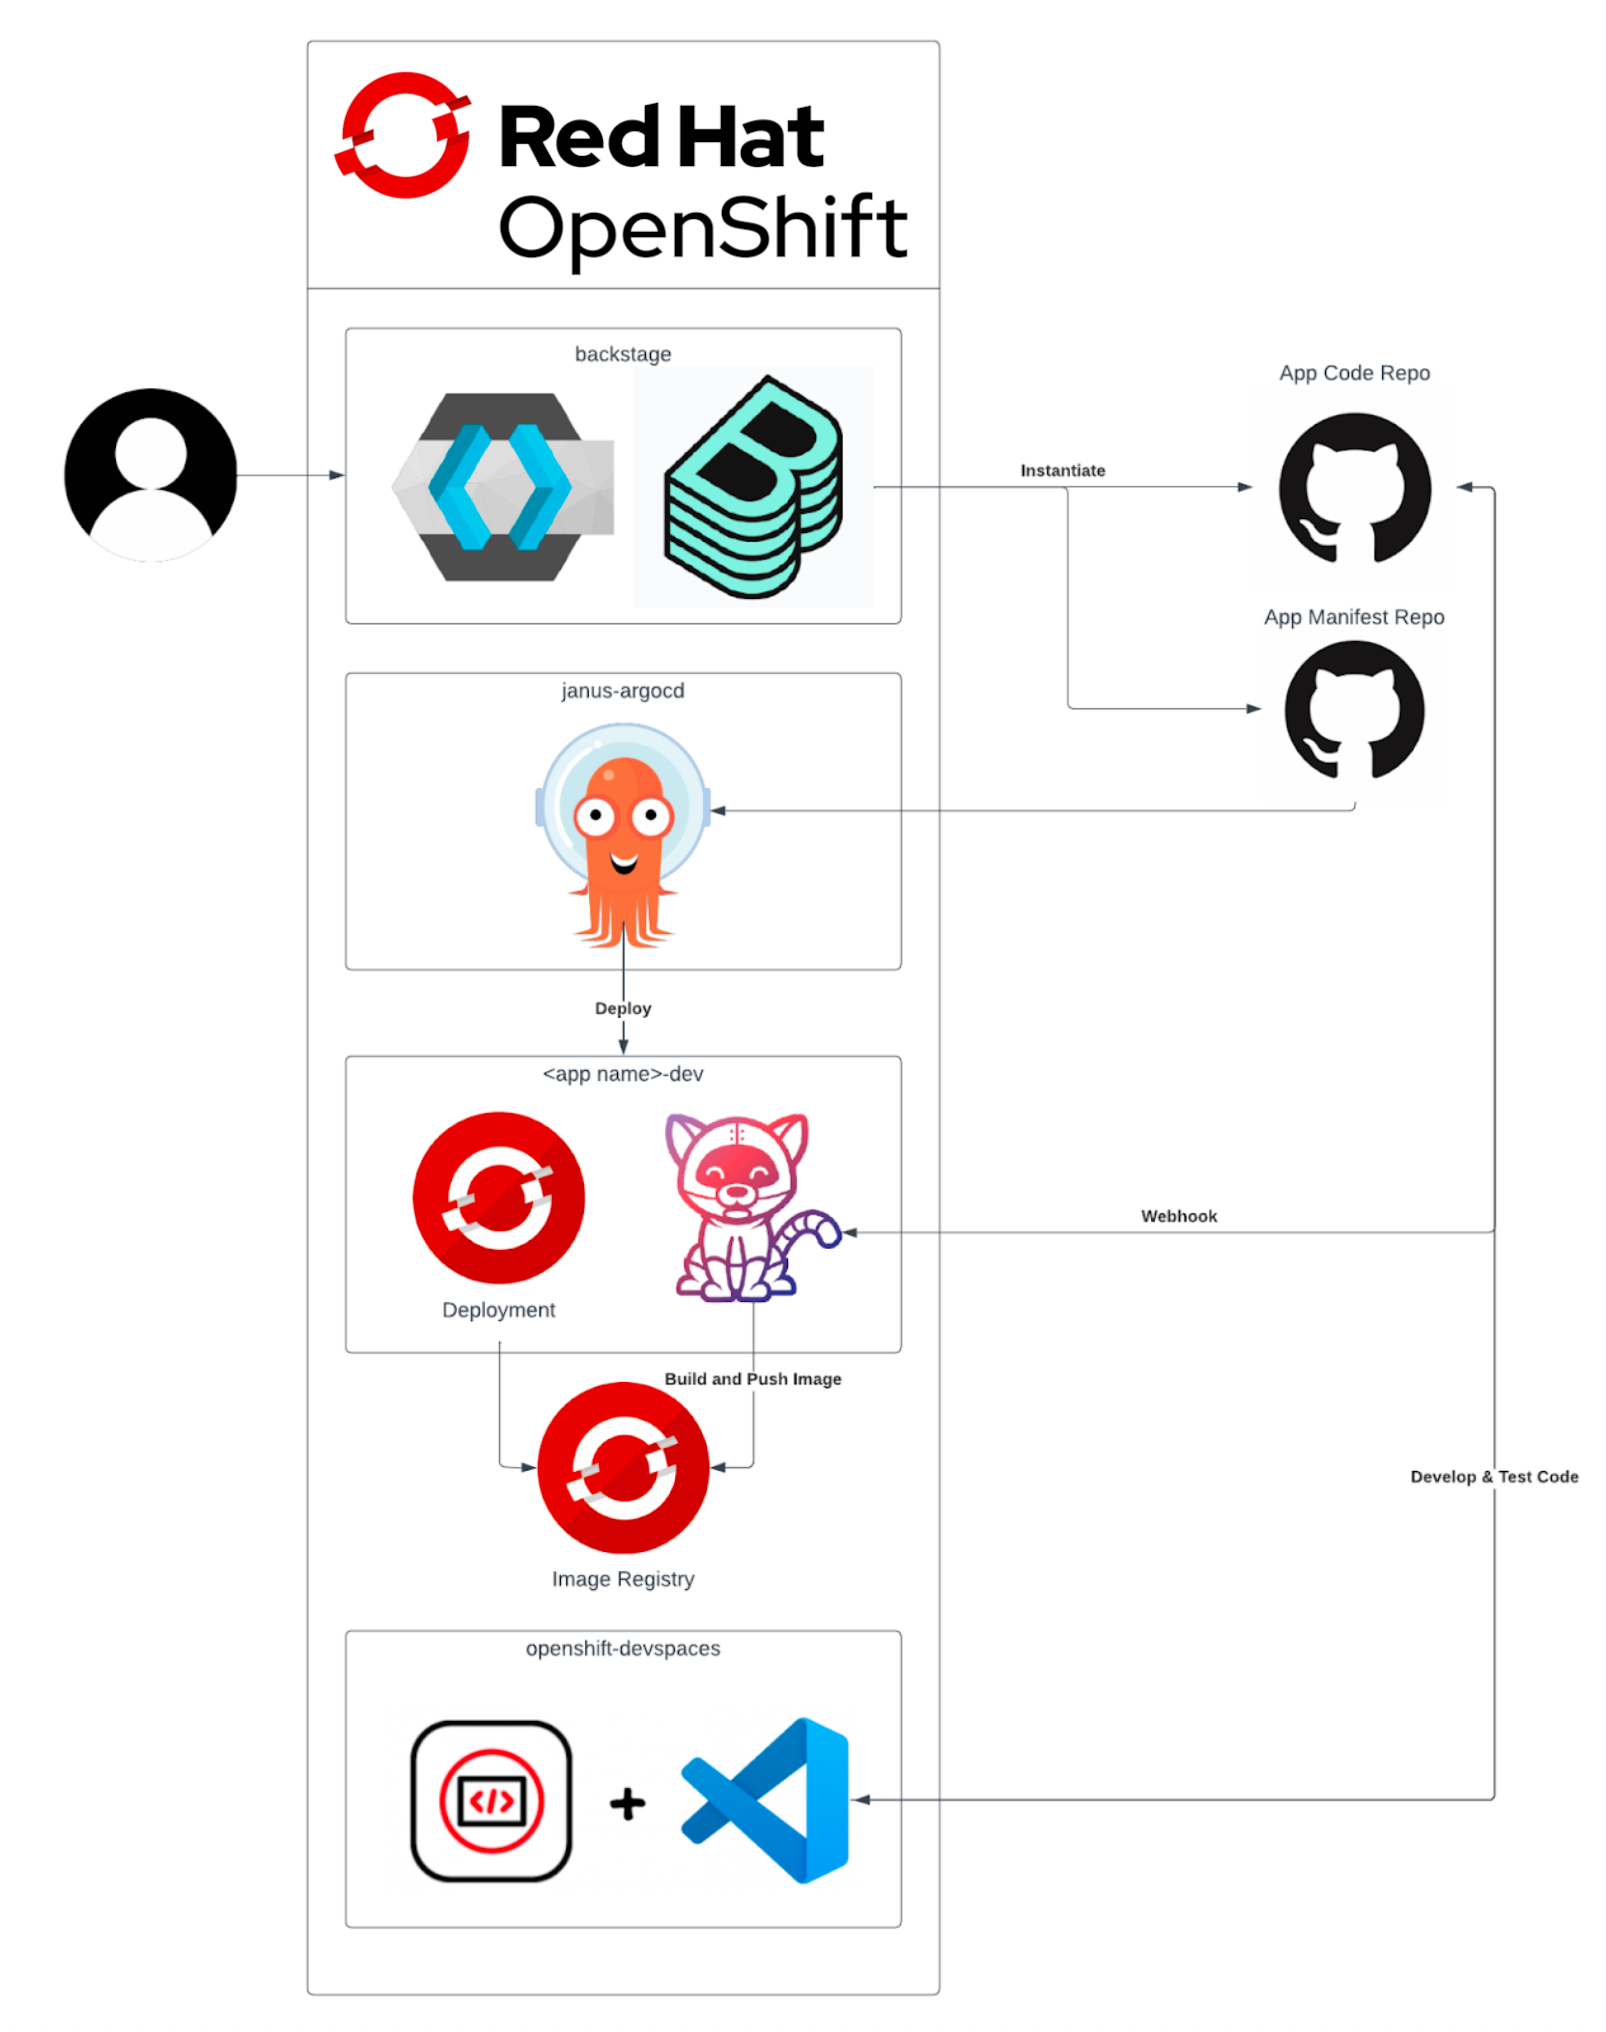 Red Hat
OpenShift
backstage
App Code Repo
Instantiate
App Manifest Repo
janus-argocd
Deploy
<app name>-dev
Webhook
Deployment
Build and Push Image
Develop & Test Code
Image Registry
openshift-devspaces